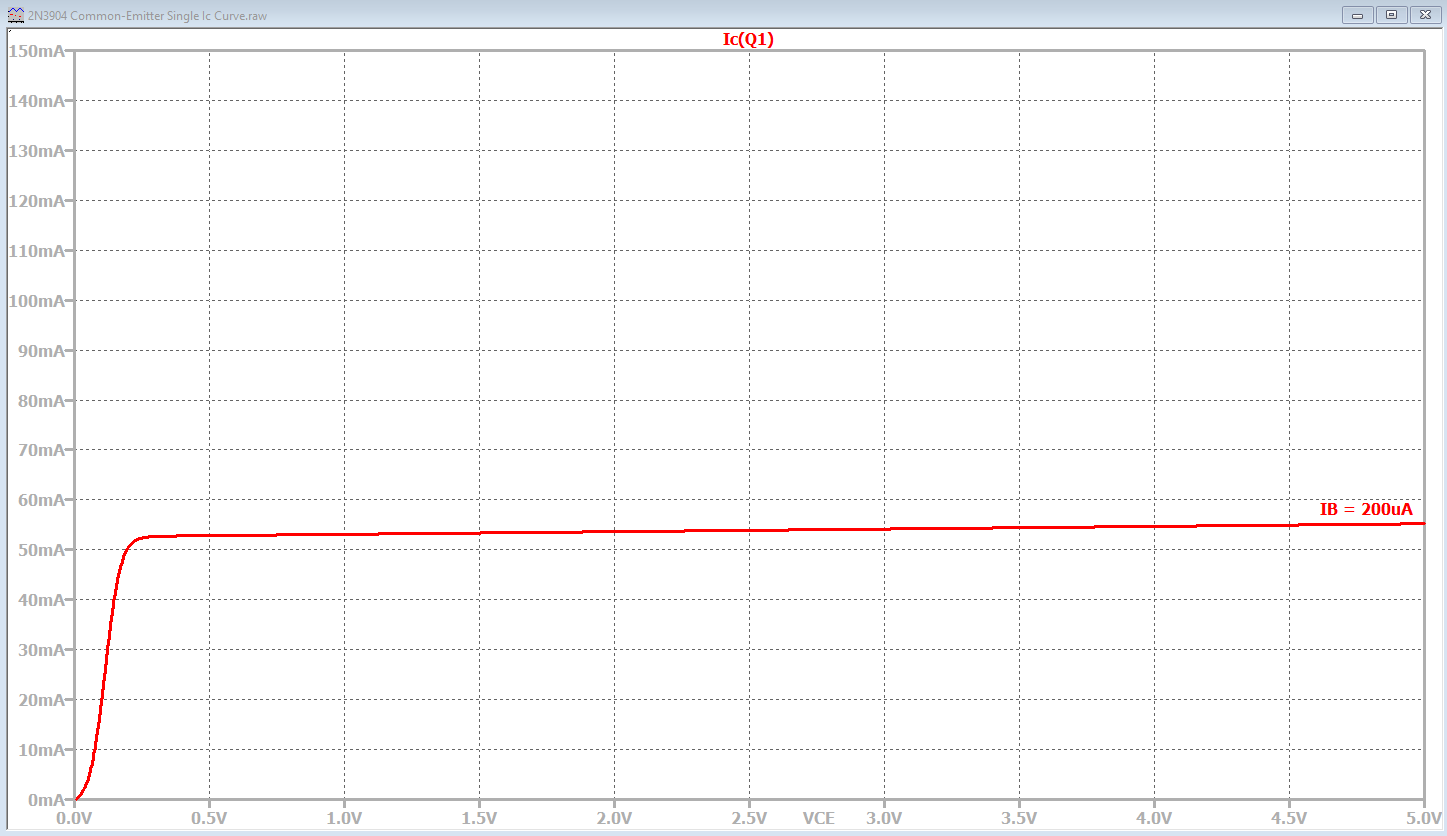 2N3904 Common-Emitter Single Ic Curve.raw
Ic(Q1)
150mA
140mA
130mA
120mA
110mA
100mA
90mA
80mA
70mA
60mA
IB = 200uA
50mA
40mA
30mA
20mA
10mA
0mA
0.0V 0.5V 1.0V 1.5V 2.0V 2.5V VCE 3.0V 3.5V 4.0V 4.5V 5.0V